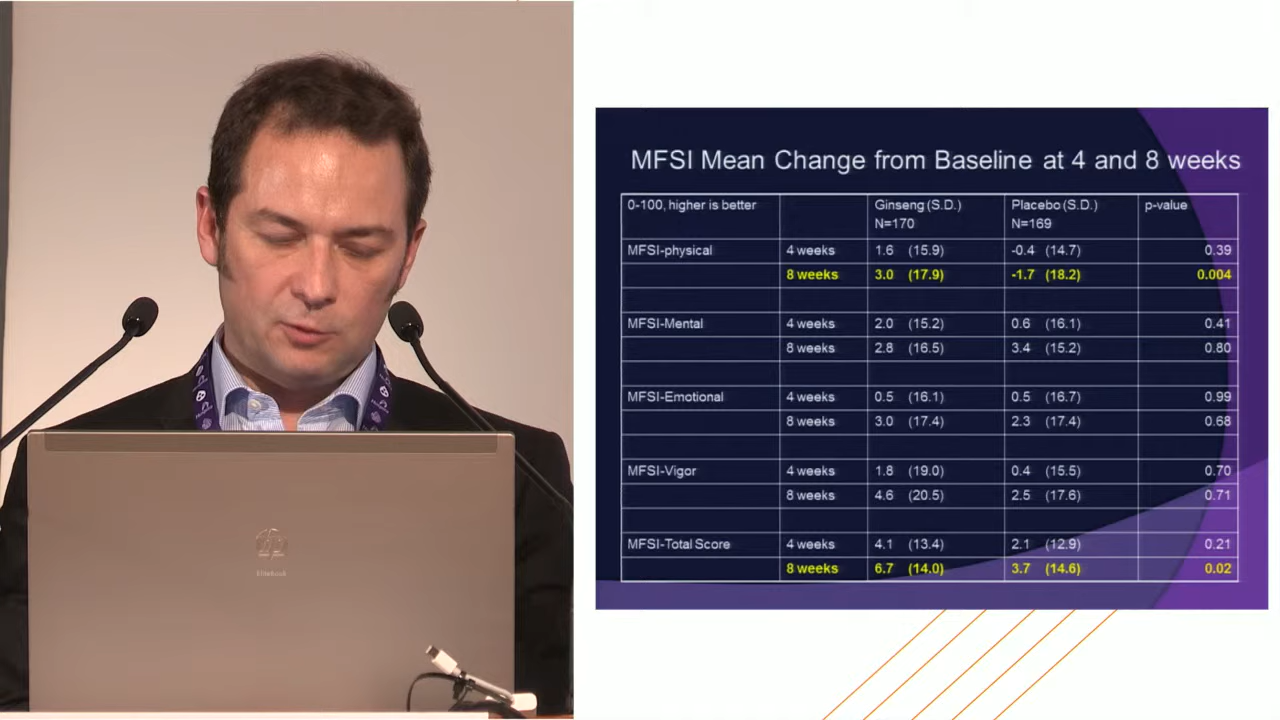 MFSI Mean Change from Baseline at 4 and 8 weeks
0-100, higher is better Ginseng (S.D.) N=170 Placebo (S.D.) N=169 p-value
MFSI-physical 4 weeks 1.6 (15.9) -0.4 (14.7) 0.39
8 weeks 3.0 (17.9) -1.7 (18.2) 0.004
MFSI-Mental 4 weeks 2.0 (15.2) 0.6 (16.1) 0.41
8 weeks 2.8 (16.5) 3.4 (15.2) 0.80
MFSI-Emotional 4 weeks 0.5 (16.1) 0.5 (16.7) 0.99
8 weeks 3.0 (17.4) 2.3 (17.4) 0.68
MFSI-Vigor 4 weeks 1.8 (19.0) 0.4 (15.5) 0.70
8 weeks 4.6 (20.5) 2.5 (17.6) 0.71
MFSI-Total Score 4 weeks 4.1 (13.4) 2.1 (12.9) 0.21
8 weeks 6.7 (14.0) 3.7 (14.6) 0.02
hp
EliteBook